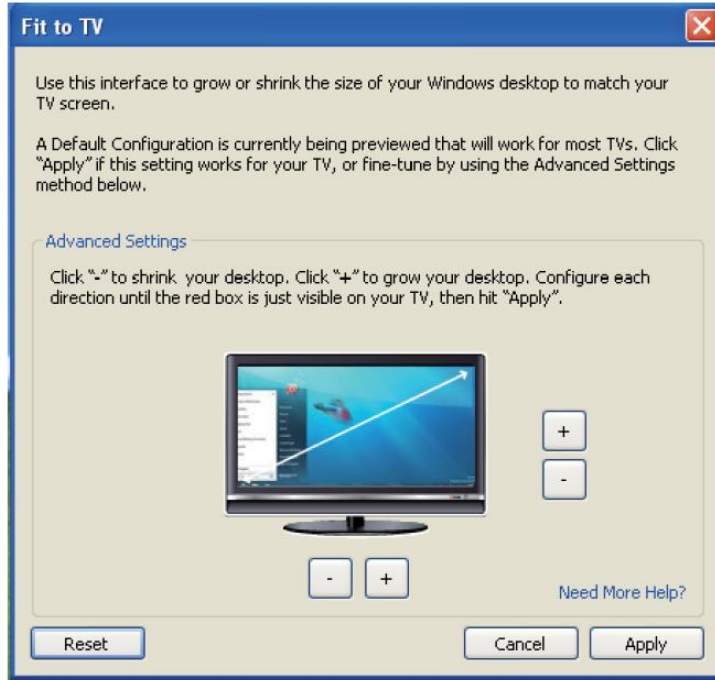 Fit to TV
Use this interface to grow or shrink the size of your Windows desktop to match your
TV screen.
A Default Configuration is currently being previewed that will work for most TVs. Click
“Apply” if this setting works for your TV, or fine-tune by using the Advanced Settings
method below.
Advanced Settings
Click “-” to shrink your desktop. Click “+” to grow your desktop. Configure each
direction until the red box is just visible on your TV, then hit “Apply”.
+
-
- +
Need More Help?
Reset Cancel Apply